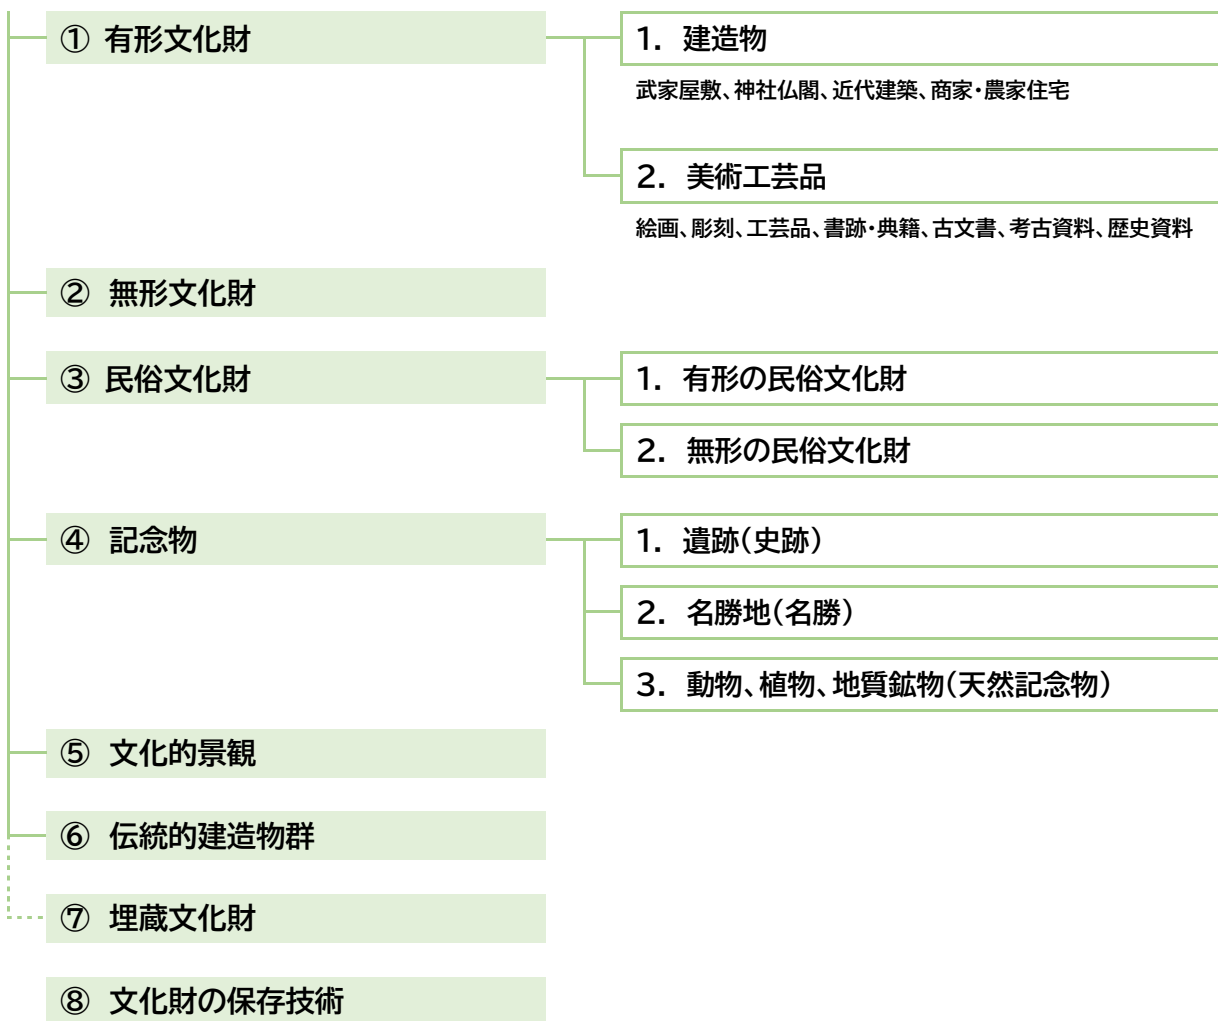 ① 有形文化財
1. 建造物
武家屋敷、神社仏閣、近代建築、商家・農家住宅
2. 美術工芸品
絵画、彫刻、工芸品、書跡・典籍、古文書、考古資料、歴史資料
② 無形文化財
③ 民俗文化財
1. 有形の民俗文化財
2. 無形の民俗文化財
④ 記念物
1. 遺跡（史跡）
2. 名勝地（名勝）
3. 動物、植物、地質鉱物（天然記念物）
⑤ 文化的景観
⑥ 伝統的建造物群
⑦ 埋蔵文化財
⑧ 文化財の保存技術